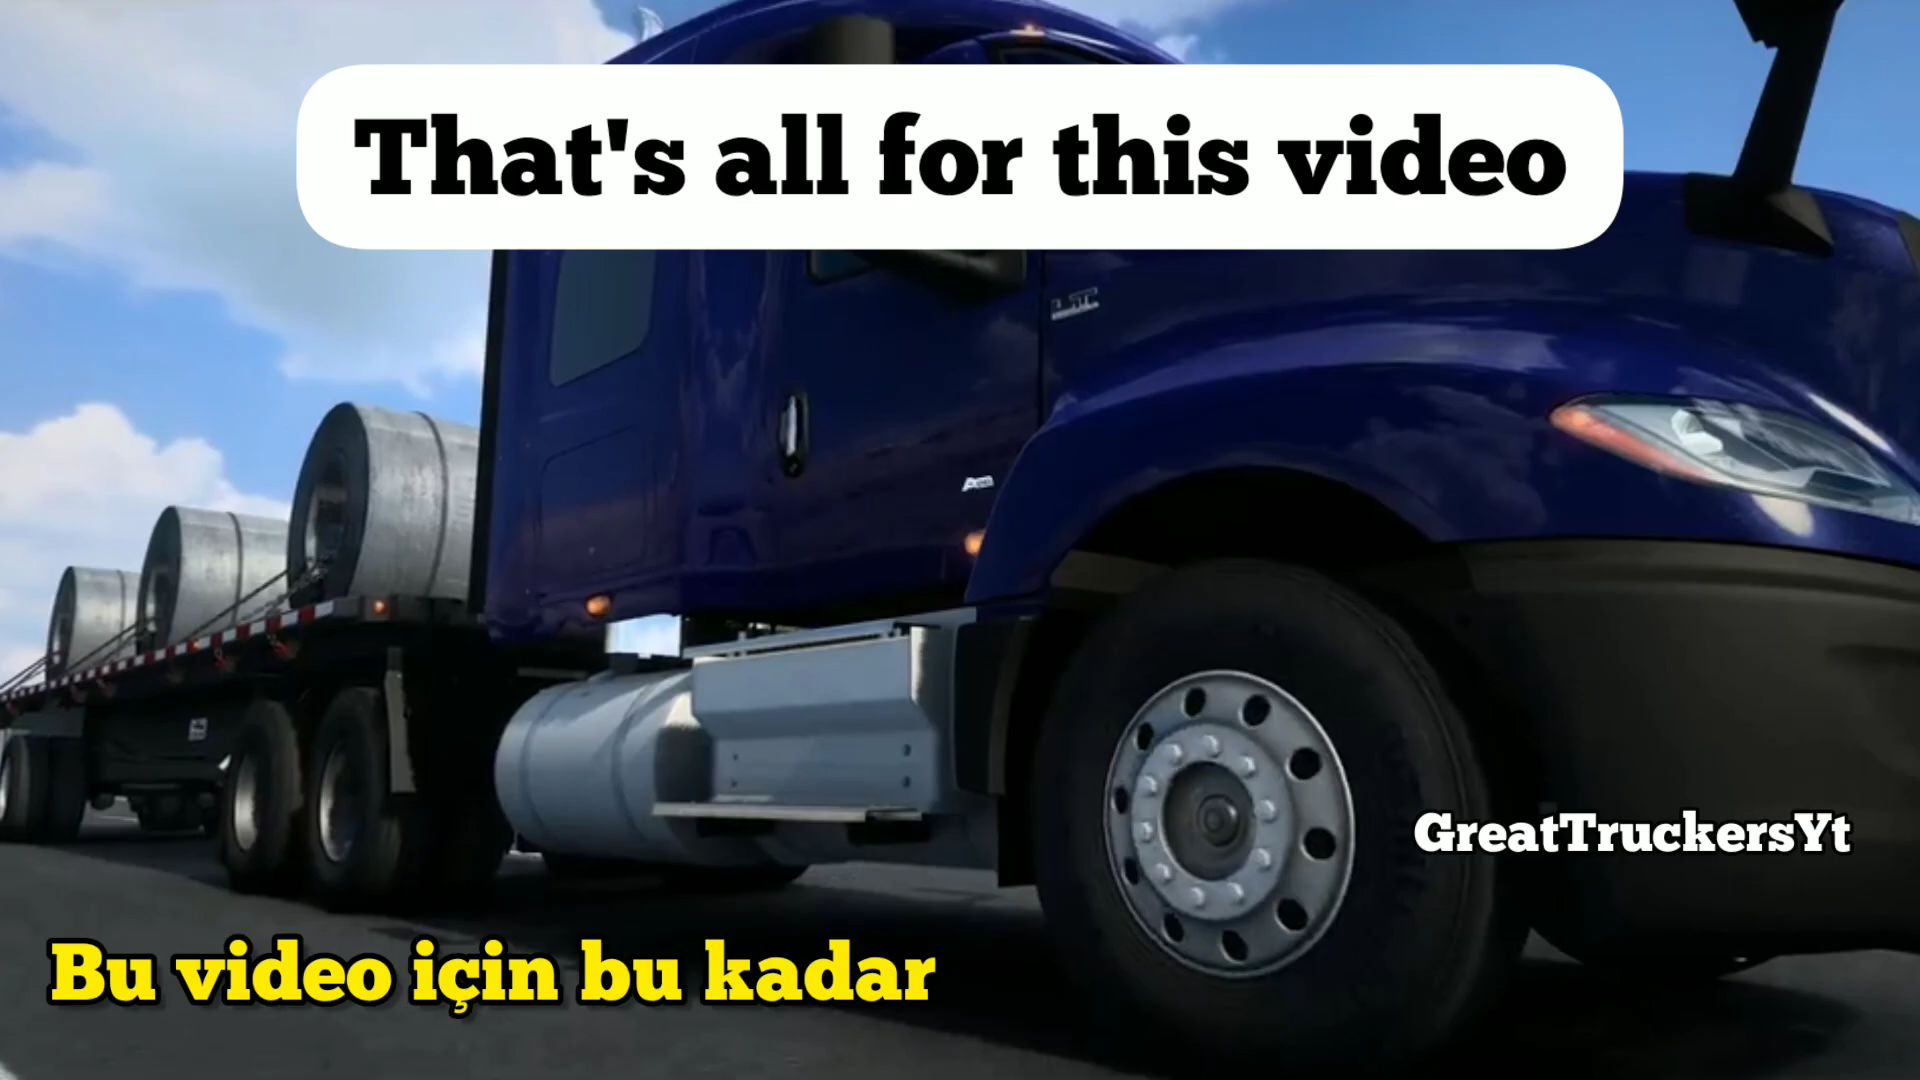 That's all for this video
GreatTruckersYt
Bu video için bu kadar